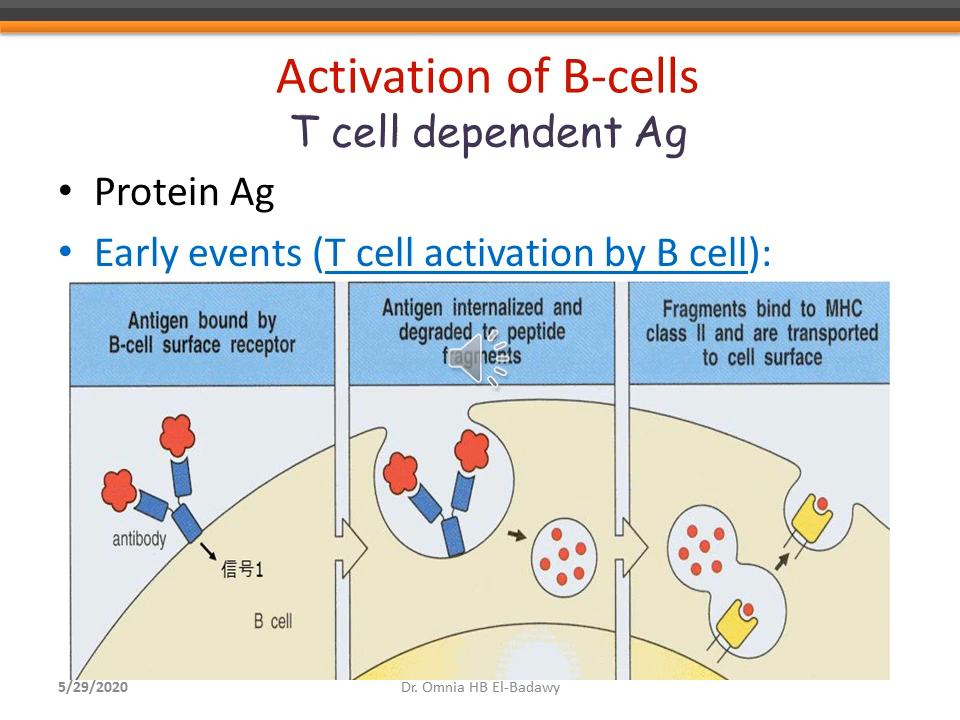 Activation of B-cells
T cell dependent Ag
• Protein Ag
• Early events (T cell activation by B cell):
Antigen bound by
B-cell surface receptor
Antigen internalized and
degraded to peptide
fragments
Fragments bind to MHC
class II and are transported
to cell surface
antibody
信号1
B cell
5/29/2020
Dr. Omnia HB El-Badawy